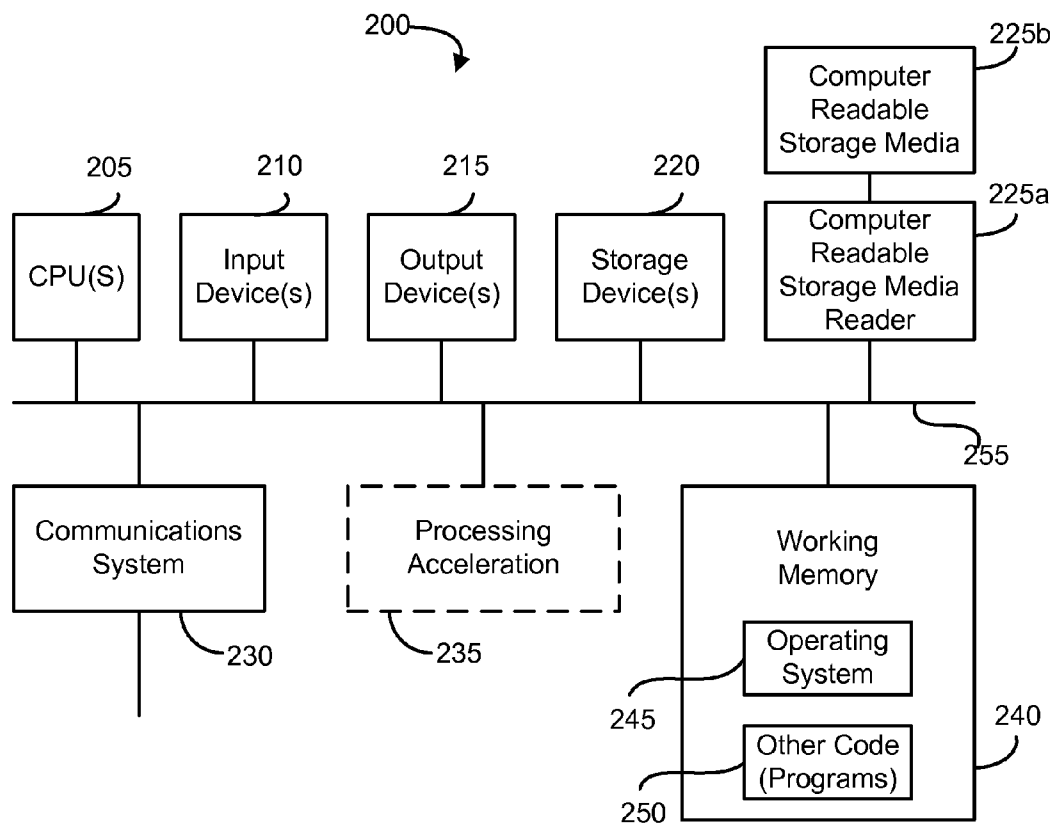 200
225b
Computer
Readable
Storage Media
205
210
215
220
225a
CPU(S)
Input
Device(s)
Output
Device(s)
Storage
Device(s)
Computer
Readable
Storage Media
Reader
255
Communications
System
230
Processing
Acceleration
235
Working
Memory
Operating
System
245
Other Code
(Programs)
250
240